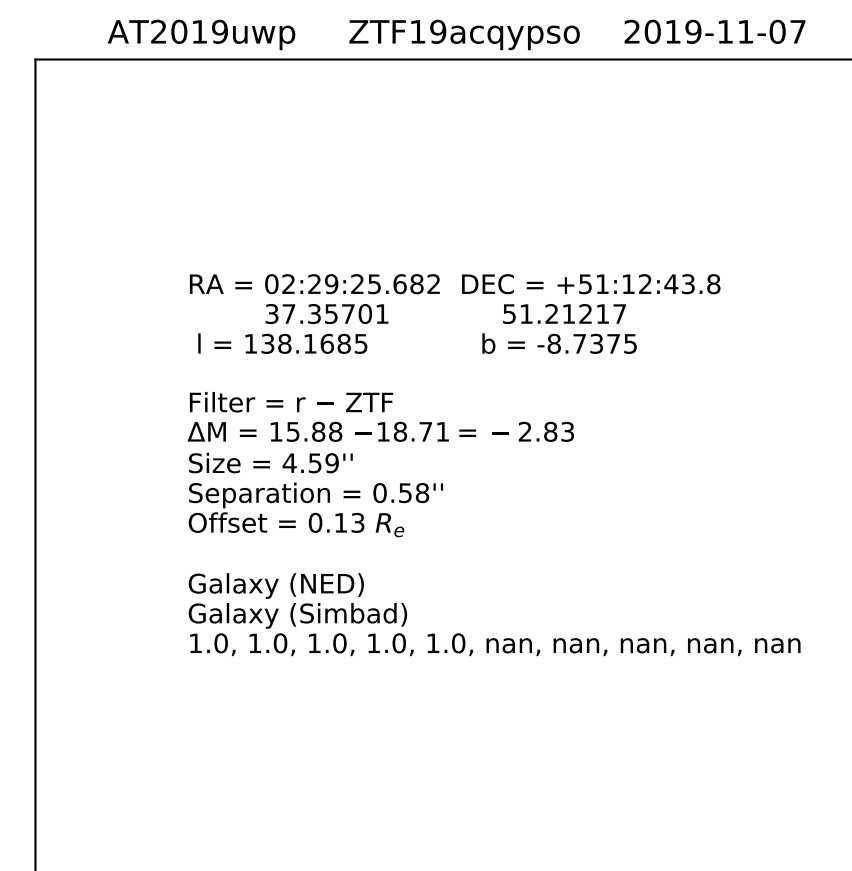 AT2019uwp ZTF19acqypso 2019-11-07
RA = 02:29:25.682 DEC = +51:12:43.8
37.35701 51.21217
l = 138.1685 b = -8.7375
Filter = r − ZTF
ΔM = 15.88 −18.71 = − 2.83
Size = 4.59''
Separation = 0.58''
Offset = 0.13 Re
Galaxy (NED)
Galaxy (Simbad)
1.0, 1.0, 1.0, 1.0, 1.0, nan, nan, nan, nan, nan